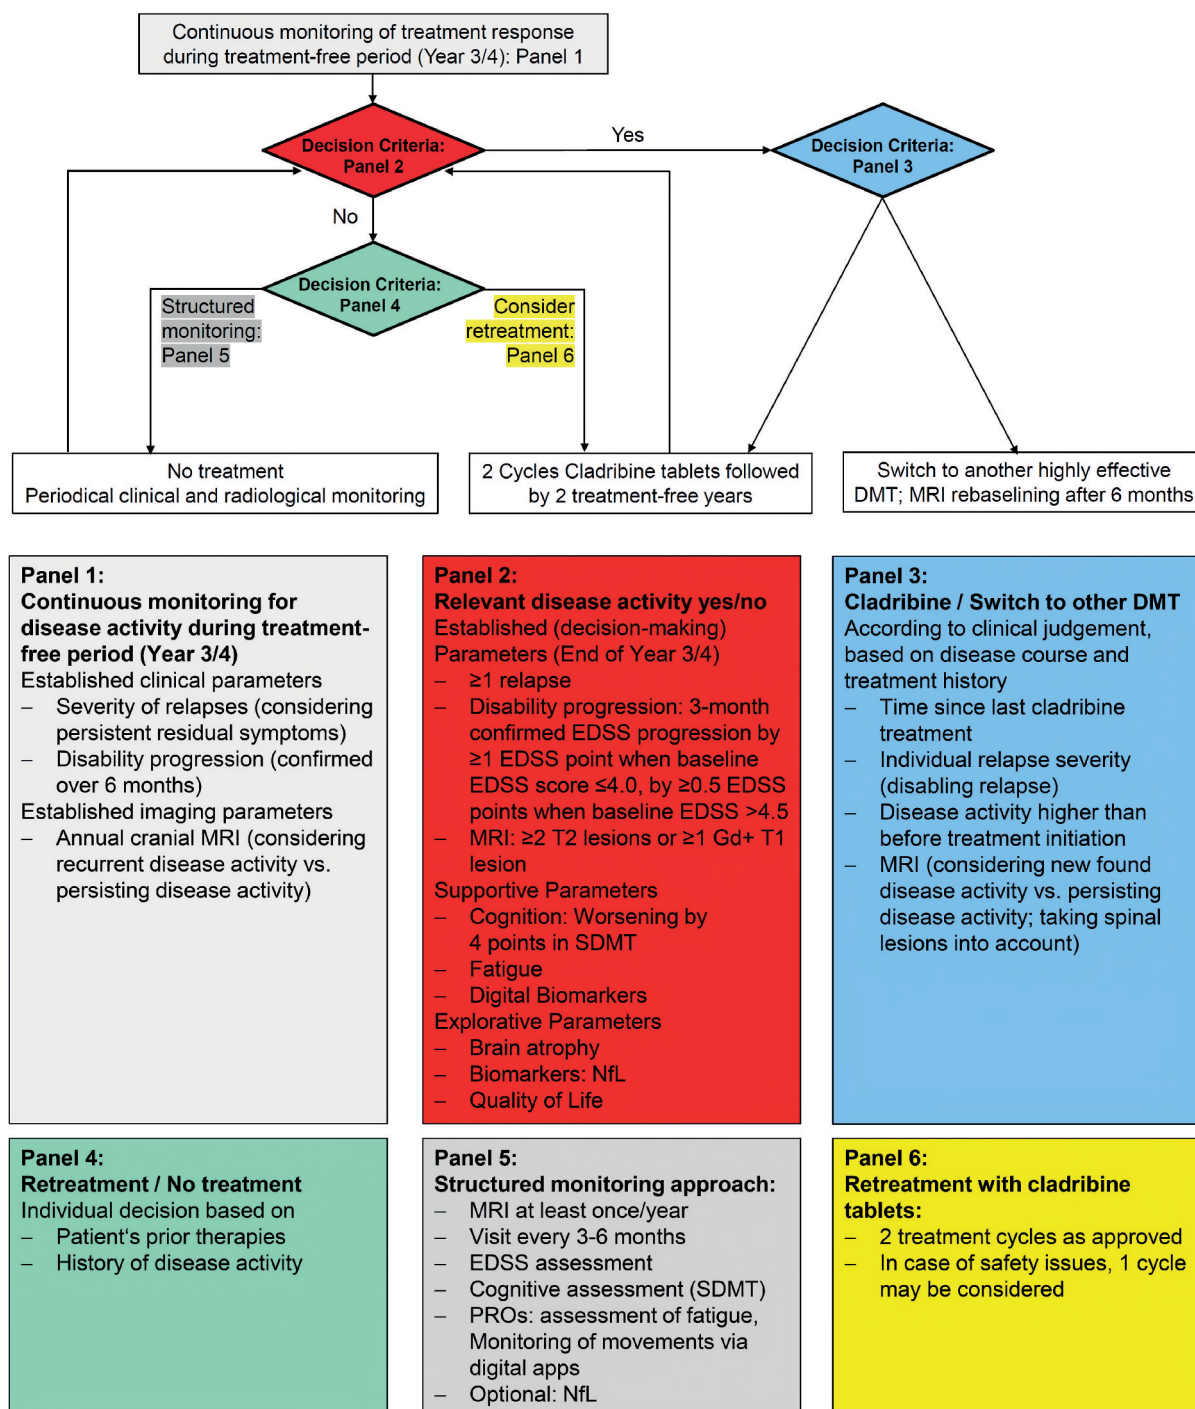 Continuous monitoring of treatment response
during treatment-free period (Year 3/4): Panel 1
Decision Criteria:
Panel 2
Yes
Decision Criteria:
Panel 3
No
Decision Criteria:
Panel 4
Structured
monitoring:
Panel 5
Consider
retreatment:
Panel 6
No treatment
Periodical clinical and radiological monitoring
2 Cycles Cladribine tablets followed
by 2 treatment-free years
Switch to another highly effective
DMT; MRI rebaselining after 6 months
Panel 1:
Continuous monitoring for
disease activity during treatment-
free period (Year 3/4)
Established clinical parameters
– Severity of relapses (considering
persistent residual symptoms)
– Disability progression (confirmed
over 6 months)
Established imaging parameters
– Annual cranial MRI (considering
recurrent disease activity vs.
persisting disease activity)
Panel 2:
Relevant disease activity yes/no
Established (decision-making)
Parameters (End of Year 3/4)
– ≥1 relapse
– Disability progression: 3-month
confirmed EDSS progression by
≥1 EDSS point when baseline
EDSS score ≤4.0, by ≥0.5 EDSS
points when baseline EDSS >4.5
– MRI: ≥2 T2 lesions or ≥1 Gd+ T1
lesion
Supportive Parameters
– Cognition: Worsening by
4 points in SDMT
– Fatigue
– Digital Biomarkers
Explorative Parameters
– Brain atrophy
– Biomarkers: NfL
– Quality of Life
Panel 3:
Cladribine / Switch to other DMT
According to clinical judgement,
based on disease course and
treatment history
– Time since last cladribine
treatment
– Individual relapse severity
(disabling relapse)
– Disease activity higher than
before treatment initiation
– MRI (considering new found
disease activity vs. persisting
disease activity; taking spinal
lesions into account)
Panel 4:
Retreatment / No treatment
Individual decision based on
– Patient‘s prior therapies
– History of disease activity
Panel 5:
Structured monitoring approach:
– MRI at least once/year
– Visit every 3-6 months
– EDSS assessment
– Cognitive assessment (SDMT)
– PROs: assessment of fatigue,
Monitoring of movements via
digital apps
– Optional: NfL
Panel 6:
Retreatment with cladribine
tablets:
– 2 treatment cycles as approved
– In case of safety issues, 1 cycle
may be considered